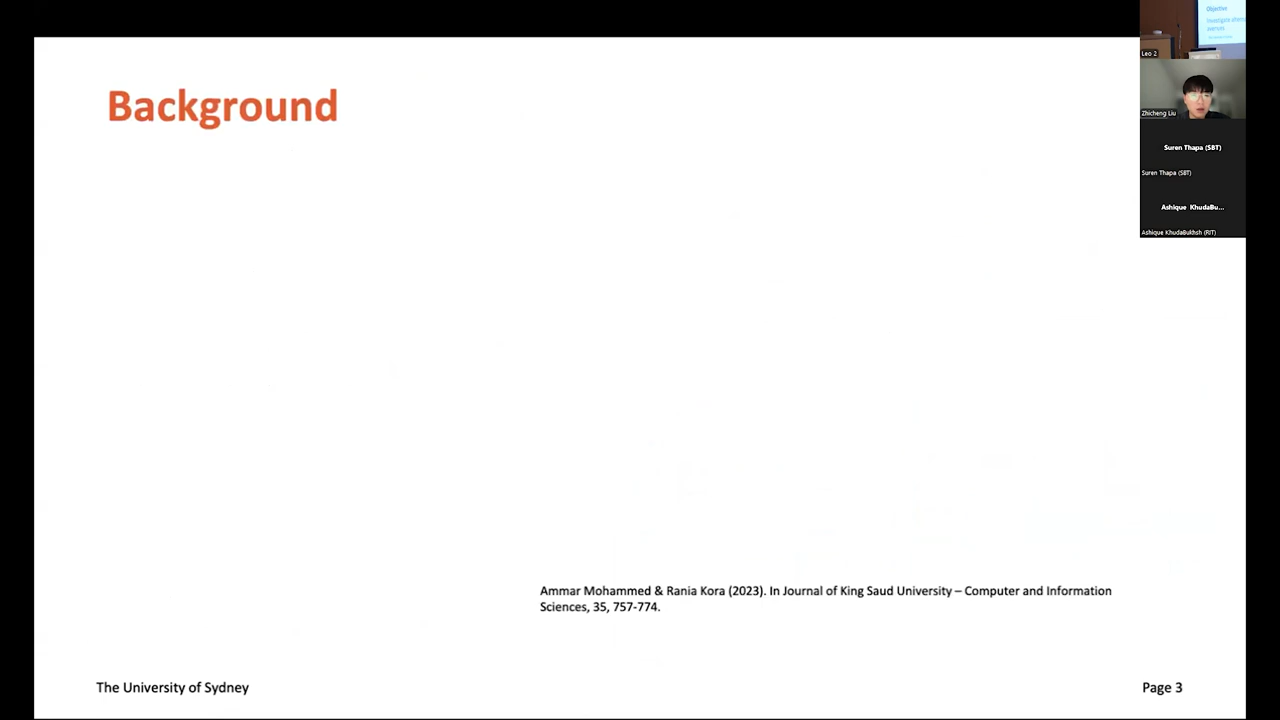 Background
Objective
Leo 2
Zhicheng Liu
Suren Thapa (SBT)
Suren Thapa (SBT)
Ashique KhudaBu...
Ashique KhudaBukhsh (RIT)
Ammar Mohammed & Rania Kora (2023). In Journal of King Saud University – Computer and Information
Sciences, 35, 757-774.
The University of Sydney
Page 3